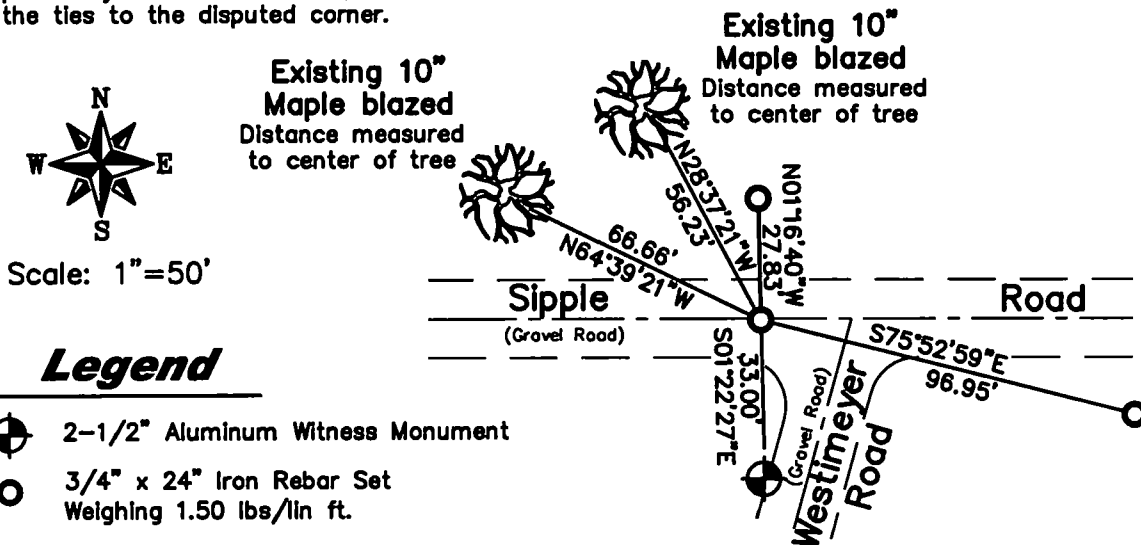 the ties to the disputed corner.
Existing 10"
Maple blazed
Distance measured
to center of tree
Existing 10"
Maple blazed
Distance measured
to center of tree
N
W
E
S
Scale: 1"=50'
66.66'
N64°39'21"W
N28°37'21"W
56.23'
N01°16'40"W
27.83'
Sipple
Road
(Gravel Road)
S75°52'59"E
96.95'
33.00'
S01°22'27"E
(Gravel Road)
Westimeyer
Road
Legend
2-1/2" Aluminum Witness Monument
3/4" x 24" Iron Rebar Set
Weighing 1.50 lbs/lin ft.